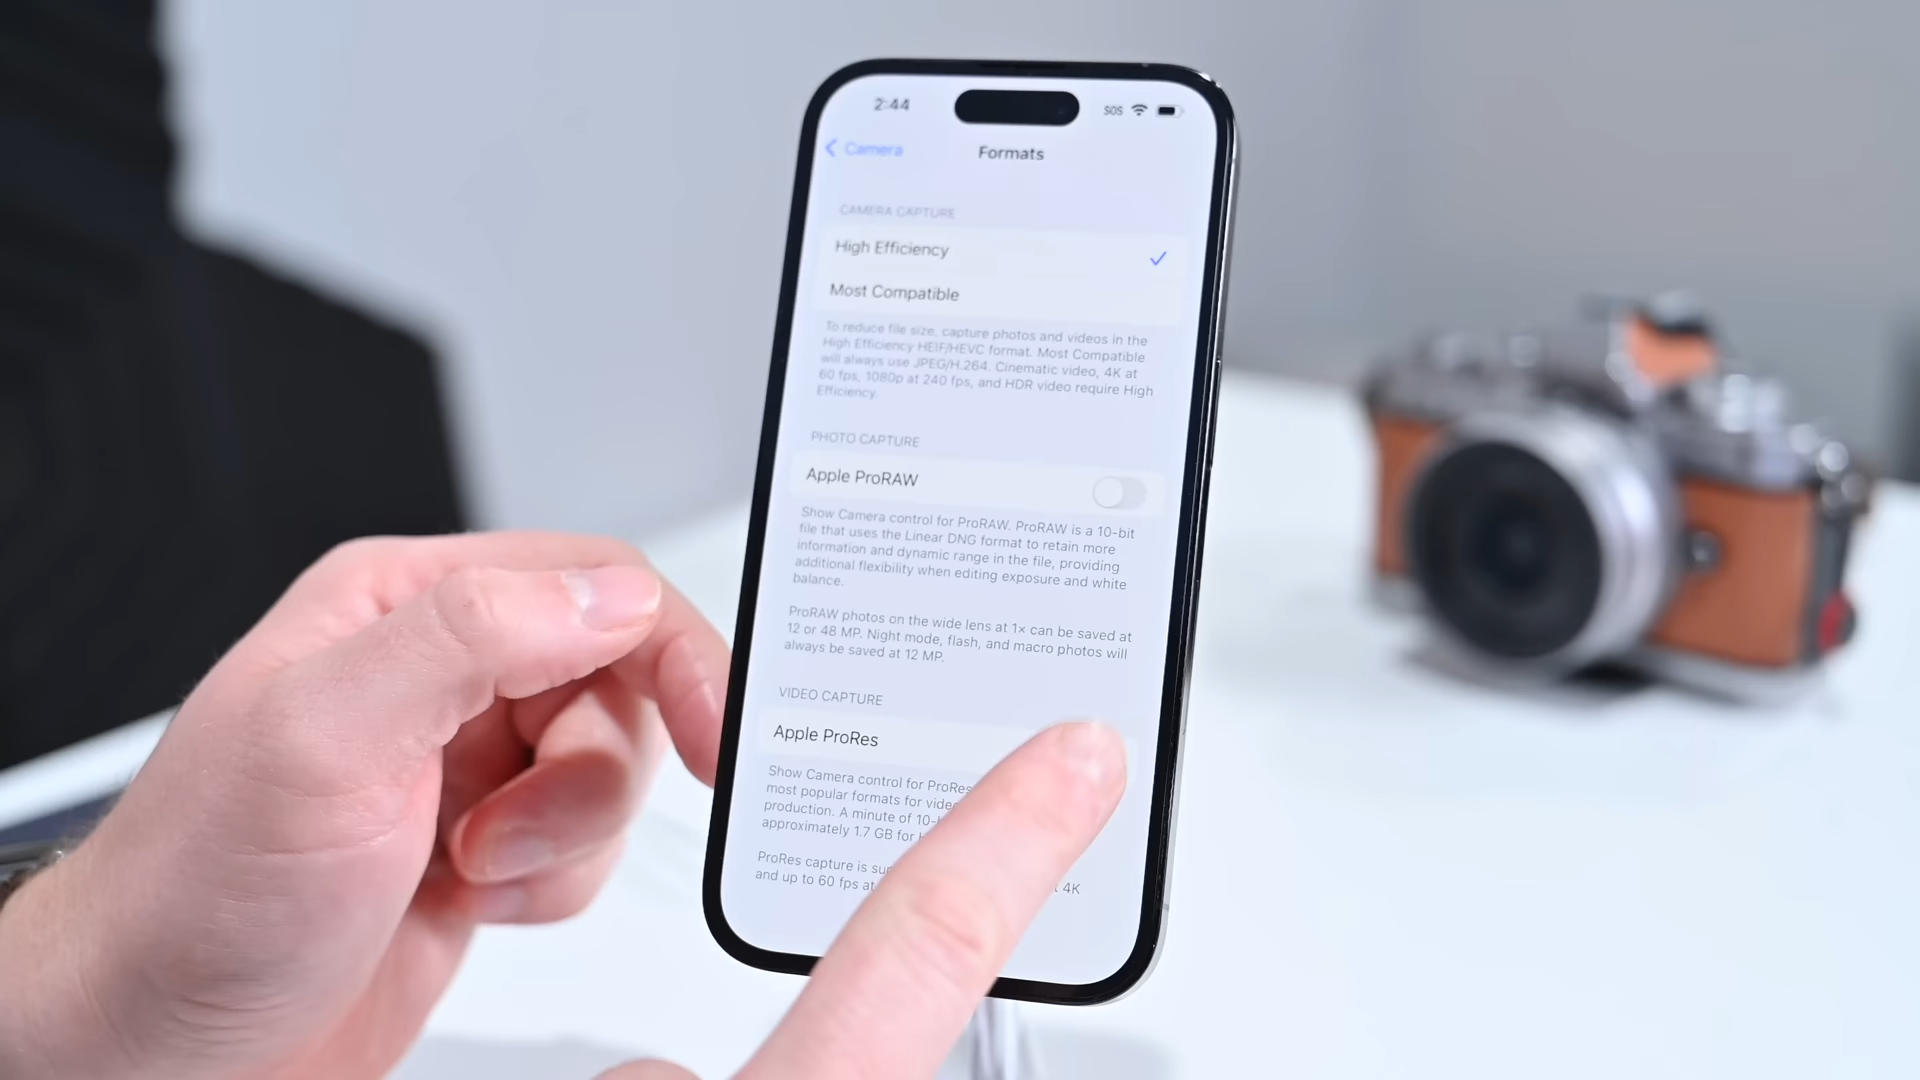 2:44
SOS
Camera
Formats
CAMERA CAPTURE
High Efficiency
Most Compatible
To reduce file size, capture photos and videos in the
High Efficiency HEIF/HEVC format. Most Compatible
will always use JPEG/H.264. Cinematic video, 4K at
60 fps, 1080p at 240 fps, and HDR video require High
Efficiency.
PHOTO CAPTURE
Apple ProRAW
Show Camera control for ProRAW. ProRAW is a 10-bit
file that uses the Linear DNG format to retain more
information and dynamic range in the file, providing
additional flexibility when editing exposure and white
balance.
ProRAW photos on the wide lens at 1x can be saved at
12 or 48 MP. Night mode, flash, and macro photos will
always be saved at 12 MP.
VIDEO CAPTURE
Apple ProRes
Show Camera control for ProRes
most popular formats for
production. A minute of
approximately 1.7 GB for
ProRes capture is
and up to 60 fps at 4K